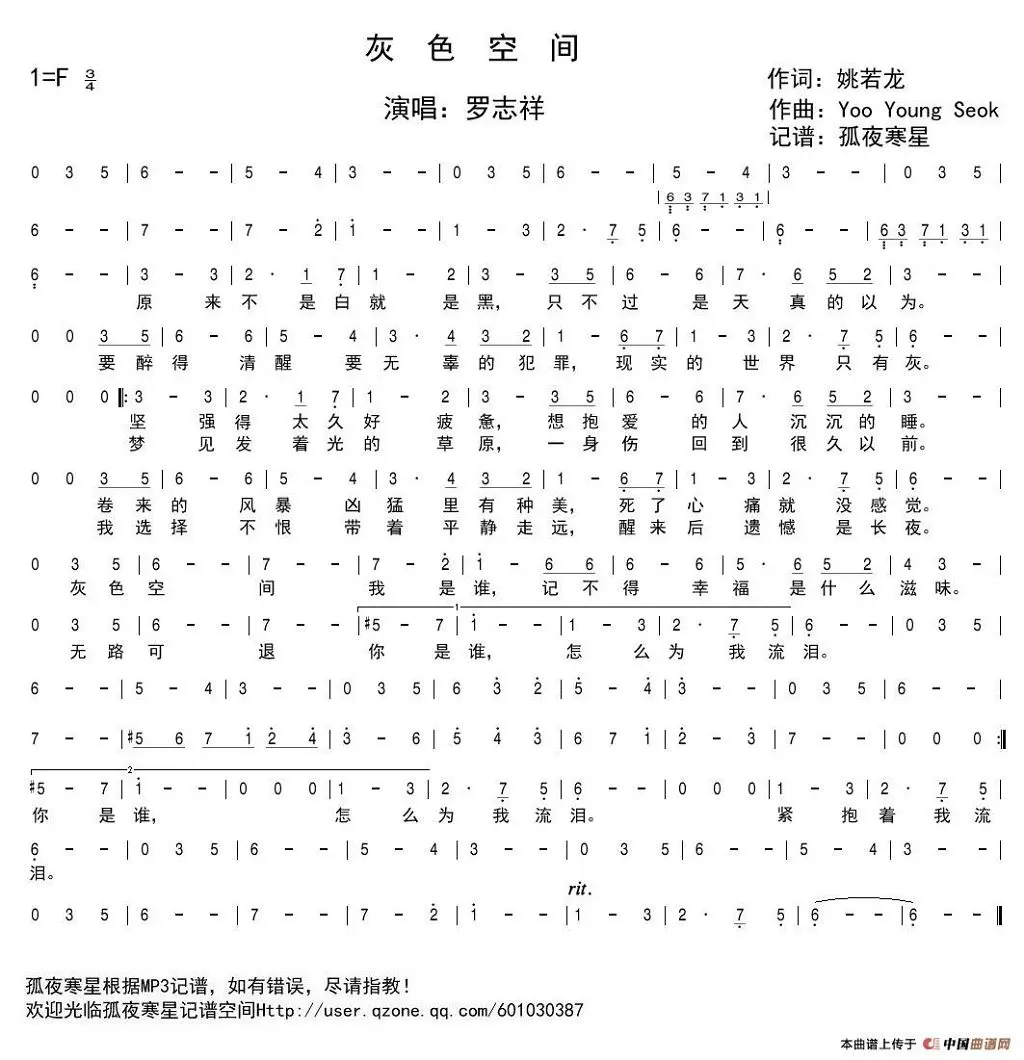 灰色空间
1=F 3/4
作词：姚若龙
演唱：罗志祥
作曲：Yoo Young Seok
记谱：孤夜寒星
0 3 5 | 6 - - | 5 - 4 | 3 - - | 0 3 5 | 6 - - | 5 - 4 | 3 - - | 0 3 5 |
| 6 3 7 1 3 1 |
6 - - | 7 - - | 7 - 2 | 1 - - | 1 - 3 | 2 · 7 5 | 6 - - | 6 - - | 6 3 7 1 3 1 |
6 - - | 3 - 3 | 2 · 1 7 | 1 - 2 | 3 - 3 5 | 6 - 6 | 7 · 6 5 2 | 3 - - |
原来不是白就是黑，只不过是天真的以为。
0 0 3 5 | 6 - 6 | 5 - 4 | 3 · 4 3 2 | 1 - 6 7 | 1 - 3 | 2 · 7 5 | 6 - - |
要醉得清醒要无辜的犯罪，现实的世界只有灰。
0 0 0 ‖: 3 - 3 | 2 · 1 7 | 1 - 2 | 3 - 3 5 | 6 - 6 | 7 · 6 5 2 | 3 - - |
坚强得太久好疲惫，想抱爱的人沉沉的睡。
梦见发着光的草原，一身伤回到很久以前。
0 0 3 5 | 6 - 6 | 5 - 4 | 3 · 4 3 2 | 1 - 6 7 | 1 - 3 | 2 · 7 5 | 6 - - |
卷来的风暴凶猛里有种美，死了心痛就没感觉。
我选择不恨带着平静走远，醒来后遗憾是长夜。
0 3 5 | 6 - - | 7 - - | 7 - 2 | 1 - 6 6 | 6 - 6 | 5 · 6 5 2 | 4 3 - |
灰色空间我是谁，记不得幸福是什么滋味。
1
0 3 5 | 6 - - | 7 - - | #5 - 7 | 1 - - | 1 - 3 | 2 · 7 5 | 6 - - | 0 3 5 |
无路可退你是谁，怎么为我流泪。
6 - - | 5 - 4 | 3 - - | 0 3 5 | 6 3 2 | 5 - 4 | 3 - - | 0 3 5 | 6 - - |
7 - - | #5 6 7 1 2 4 | 3 - 6 | 5 4 3 | 6 7 1 | 2 - 3 | 7 - - | 0 0 0 :‖
2
#5 - 7 | 1 - - | 0 0 0 | 1 - 3 | 2 · 7 5 | 6 - - | 0 0 0 | 1 - 3 | 2 · 7 5 |
你是谁，怎么为我流泪。紧抱着我流
6 - - | 0 3 5 | 6 - - | 5 - 4 | 3 - - | 0 3 5 | 6 - - | 5 - 4 | 3 - - |
泪。
rit.
0 3 5 | 6 - - | 7 - - | 7 - 2 | 1 - - | 1 - 3 | 2 · 7 5 | 6 - - | 6 - - ‖
孤夜寒星根据MP3记谱，如有错误，尽请指教！
欢迎光临孤夜寒星记谱空间Http://user.qzone.qq.com/601030387
本曲谱上传于 中国曲谱网